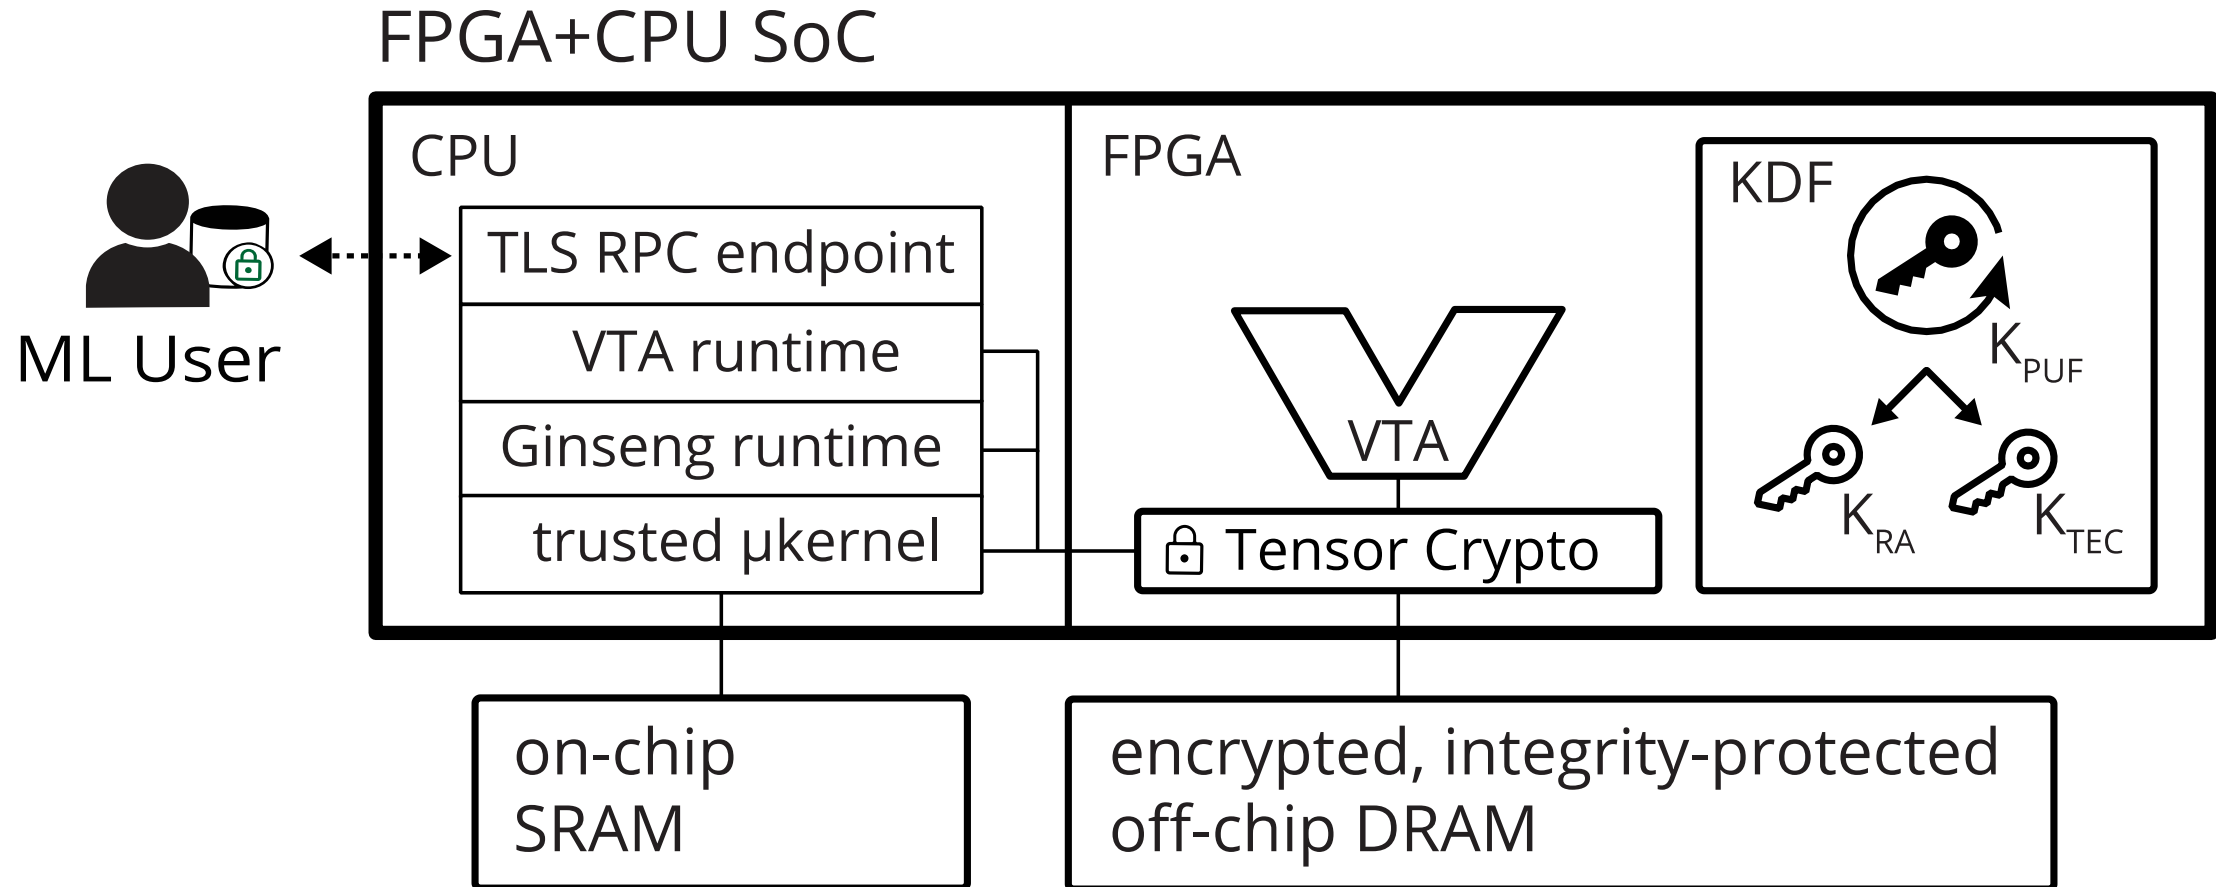 FPGA+CPU SoC
CPU
TLS RPC endpoint
VTA runtime
Ginseng runtime
trusted µkernel
ML User
FPGA
VTA
Tensor Crypto
KDF
K_PUF
K_RA
K_TEC
on-chip
SRAM
encrypted, integrity-protected
off-chip DRAM